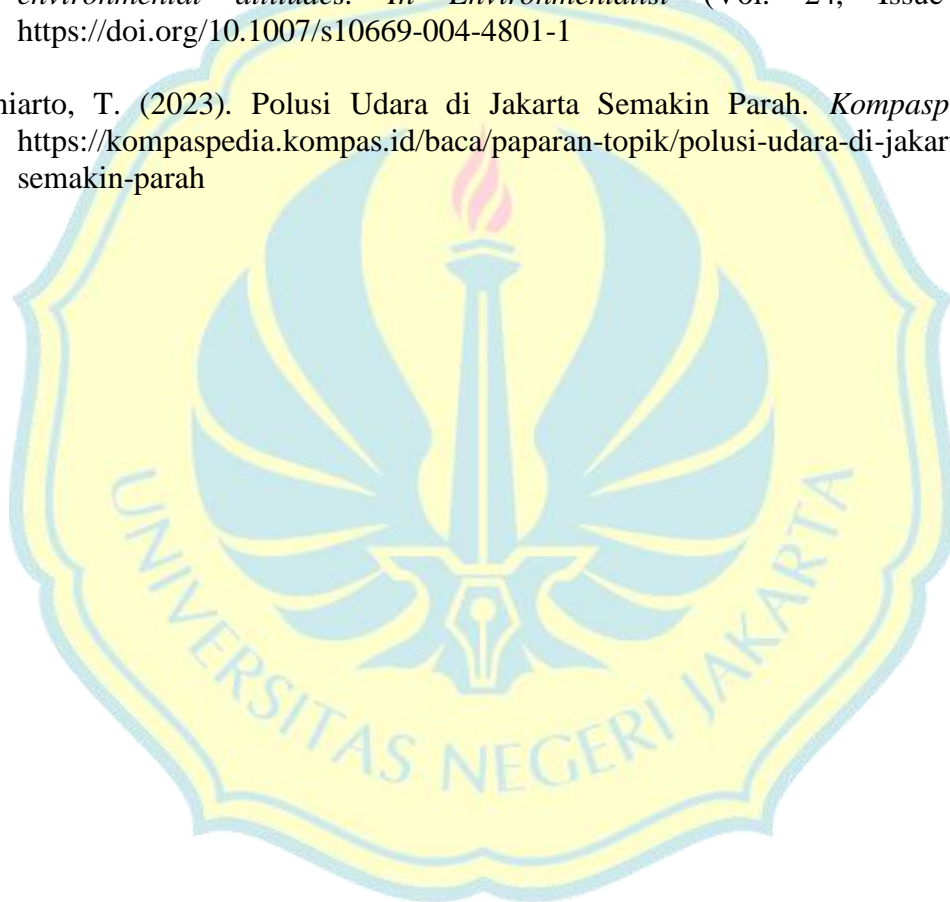 environmental attitudes. In Environmentalist (Vol. 24, Issue
https://doi.org/10.1007/s10669-004-4801-1
niarto, T. (2023). Polusi Udara di Jakarta Semakin Parah. Kompasp
https://kompaspedia.kompas.id/baca/paparan-topik/polusi-udara-di-jakar
semakin-parah
UNIVERSITAS NEGERI JAKARTA